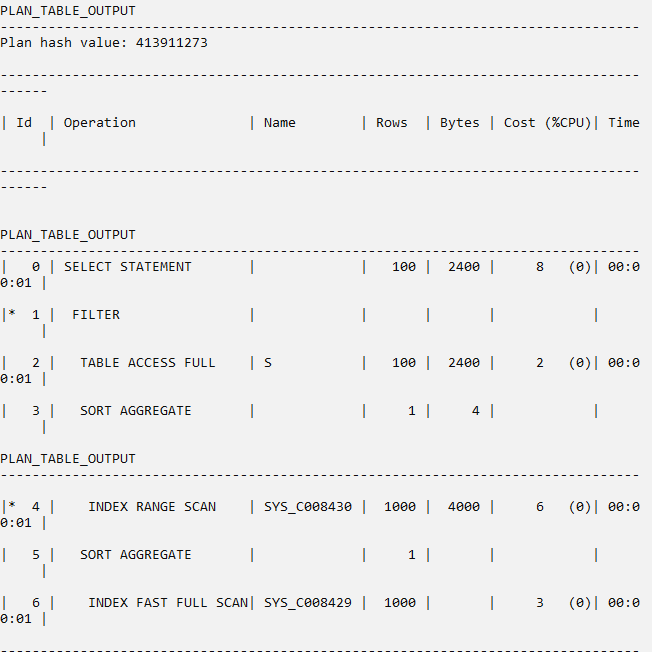 PLAN_TABLE_OUTPUT
--------------------------------------------------------------------------------
Plan hash value: 413911273

--------------------------------------------------------------------------------
------

| Id  | Operation              | Name        | Rows  | Bytes | Cost (%CPU)| Time
     |

--------------------------------------------------------------------------------
------


PLAN_TABLE_OUTPUT
--------------------------------------------------------------------------------
|   0 | SELECT STATEMENT       |             |   100 |  2400 |     8   (0)| 00:0
0:01 |

|*  1 |  FILTER                |             |       |       |            |
     |

|   2 |   TABLE ACCESS FULL    | S           |   100 |  2400 |     2   (0)| 00:0
0:01 |

|   3 |   SORT AGGREGATE       |             |     1 |     4 |            |
     |

PLAN_TABLE_OUTPUT
--------------------------------------------------------------------------------

|*  4 |    INDEX RANGE SCAN    | SYS_C008430 |  1000 |  4000 |     6   (0)| 00:0
0:01 |

|   5 |   SORT AGGREGATE       |             |     1 |       |            |
     |

|   6 |    INDEX FAST FULL SCAN| SYS_C008429 |  1000 |       |     3   (0)| 00:0
0:01 |

--------------------------------------------------------------------------------